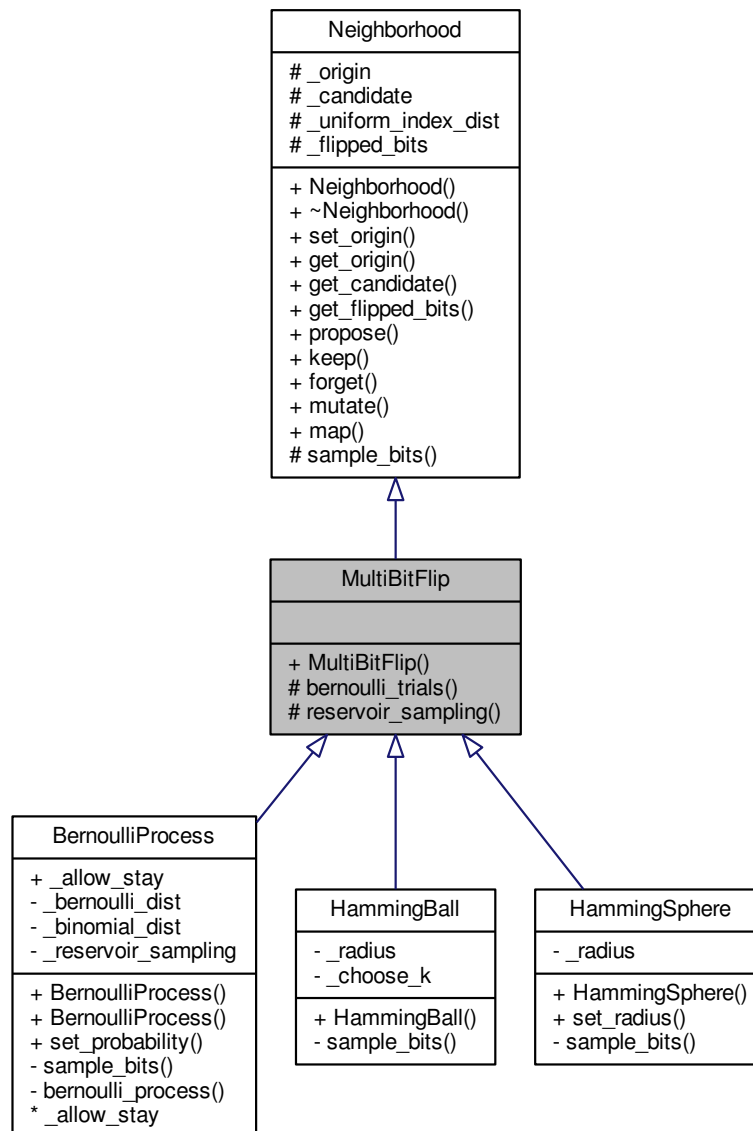 Neighborhood
# _origin
# _candidate
# _uniform_index_dist
# _flipped_bits
+ Neighborhood()
+ ~Neighborhood()
+ set_origin()
+ get_origin()
+ get_candidate()
+ get_flipped_bits()
+ propose()
+ keep()
+ forget()
+ mutate()
+ map()
# sample_bits()
MultiBitFlip
+ MultiBitFlip()
# bernoulli_trials()
# reservoir_sampling()
BernoulliProcess
+ _allow_stay
- _bernoulli_dist
- _binomial_dist
- _reservoir_sampling
+ BernoulliProcess()
+ BernoulliProcess()
+ set_probability()
- sample_bits()
- bernoulli_process()
* _allow_stay
HammingBall
- _radius
- _choose_k
+ HammingBall()
- sample_bits()
HammingSphere
- _radius
+ HammingSphere()
+ set_radius()
- sample_bits()